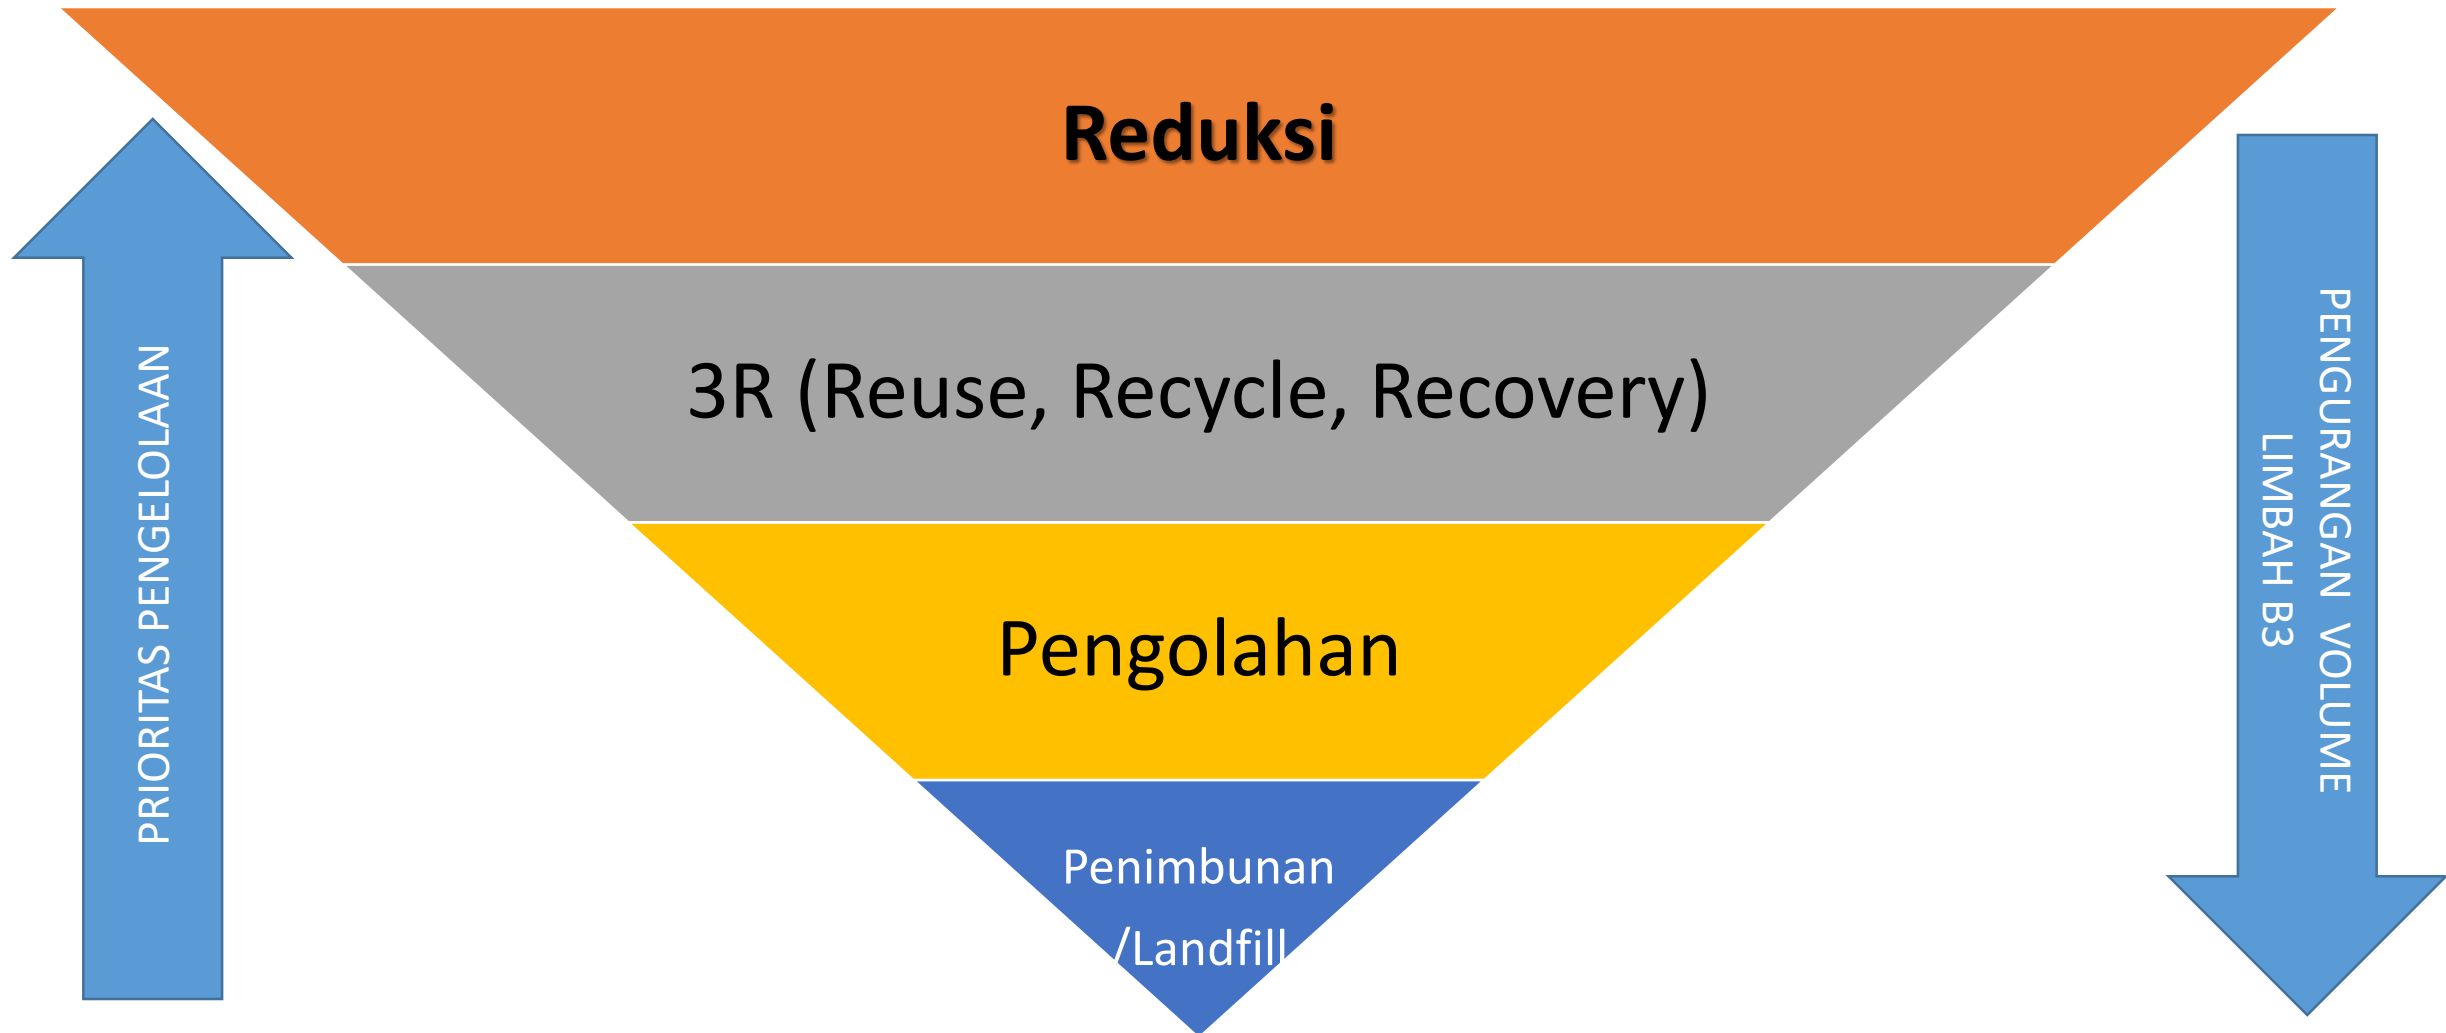 Reduksi
3R (Reuse, Recycle, Recovery)
Pengolahan
Penimbunan
/Landfill
PRIORITAS PENGELOLAAN
PENGURANGAN VOLUME
LIMBAH B3